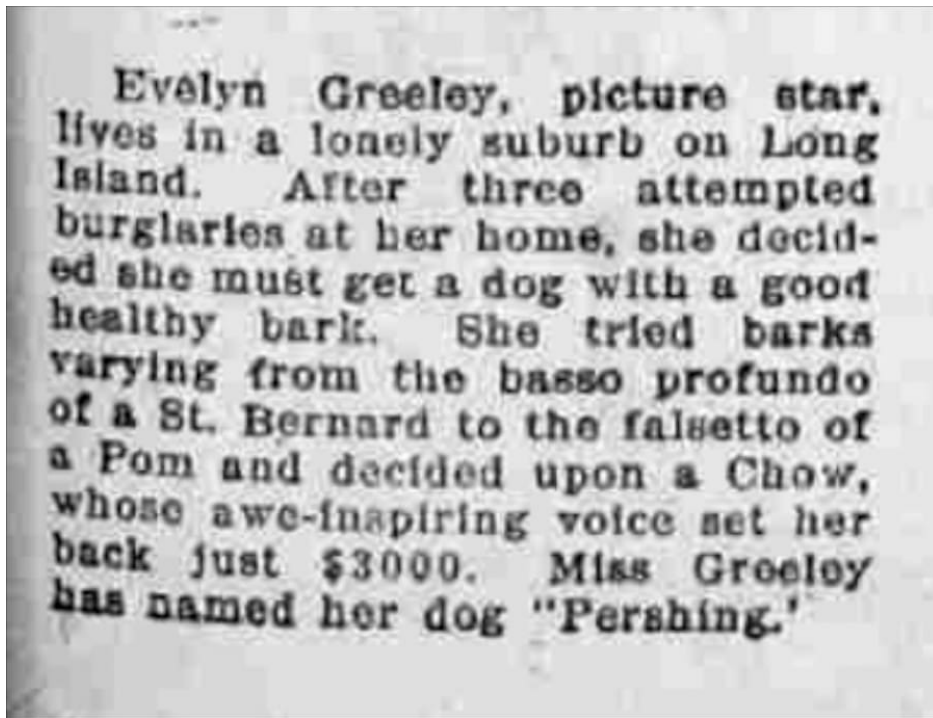 Evelyn Greeley, picture star,
lives in a lonely suburb on Long
Island. After three attempted
burglaries at her home, she decid-
ed she must get a dog with a good
healthy bark. She tried barks
varying from the basso profundo
of a St. Bernard to the falsetto of
a Pom and decided upon a Chow,
whose awe-inspiring voice set her
back just $3000. Miss Greeley
has named her dog "Pershing.'